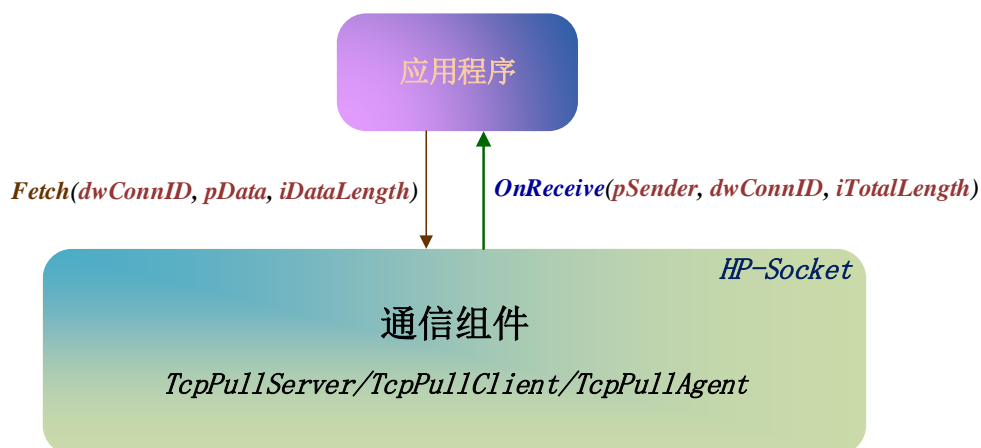 应用程序
Fetch(dwConnID, pData, iDataLength)
OnReceive(pSender, dwConnID, iTotalLength)
HP-Socket
通信组件
TcpPullServer/TcpPullClient/TcpPullAgent